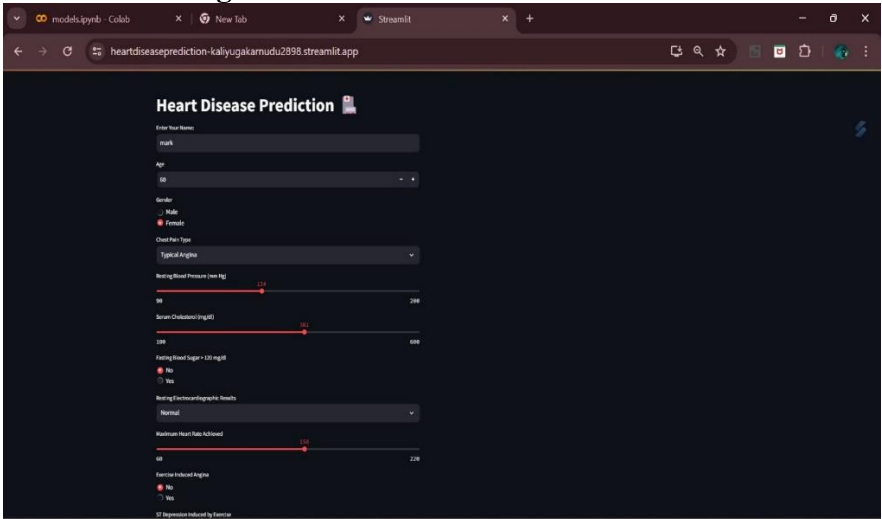 models.ipynb - Colab
New Tab
Streamlit
heartdiseaseprediction-kaliyugakarnudu2898.streamlit.app
Heart Disease Prediction
Enter Your Name:
mark
Age
60
Gender
Male
Female
Chest Pain Type
Typical Angina
Resting Blood Pressure (mm Hg)
134
90 200
Serum Cholesterol (mg/dl)
100 600
Fasting Blood Sugar > 120 mg/dl
No
Yes
Resting Electrocardiographic Results
Normal
Maximum Heart Rate Achieved
150
60 220
Exercise Induced Angina
No
Yes
ST Depression Induced by Exercise